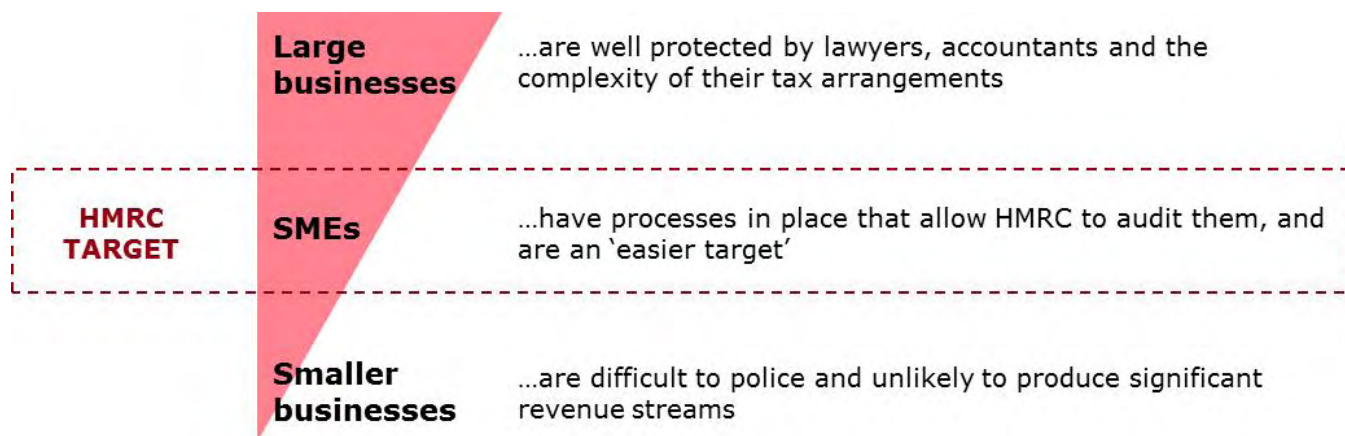 Large
businesses
...are well protected by lawyers, accountants and the
complexity of their tax arrangements
HMRC
TARGET
SMEs
...have processes in place that allow HMRC to audit them, and
are an ‘easier target’
Smaller
businesses
...are difficult to police and unlikely to produce significant
revenue streams